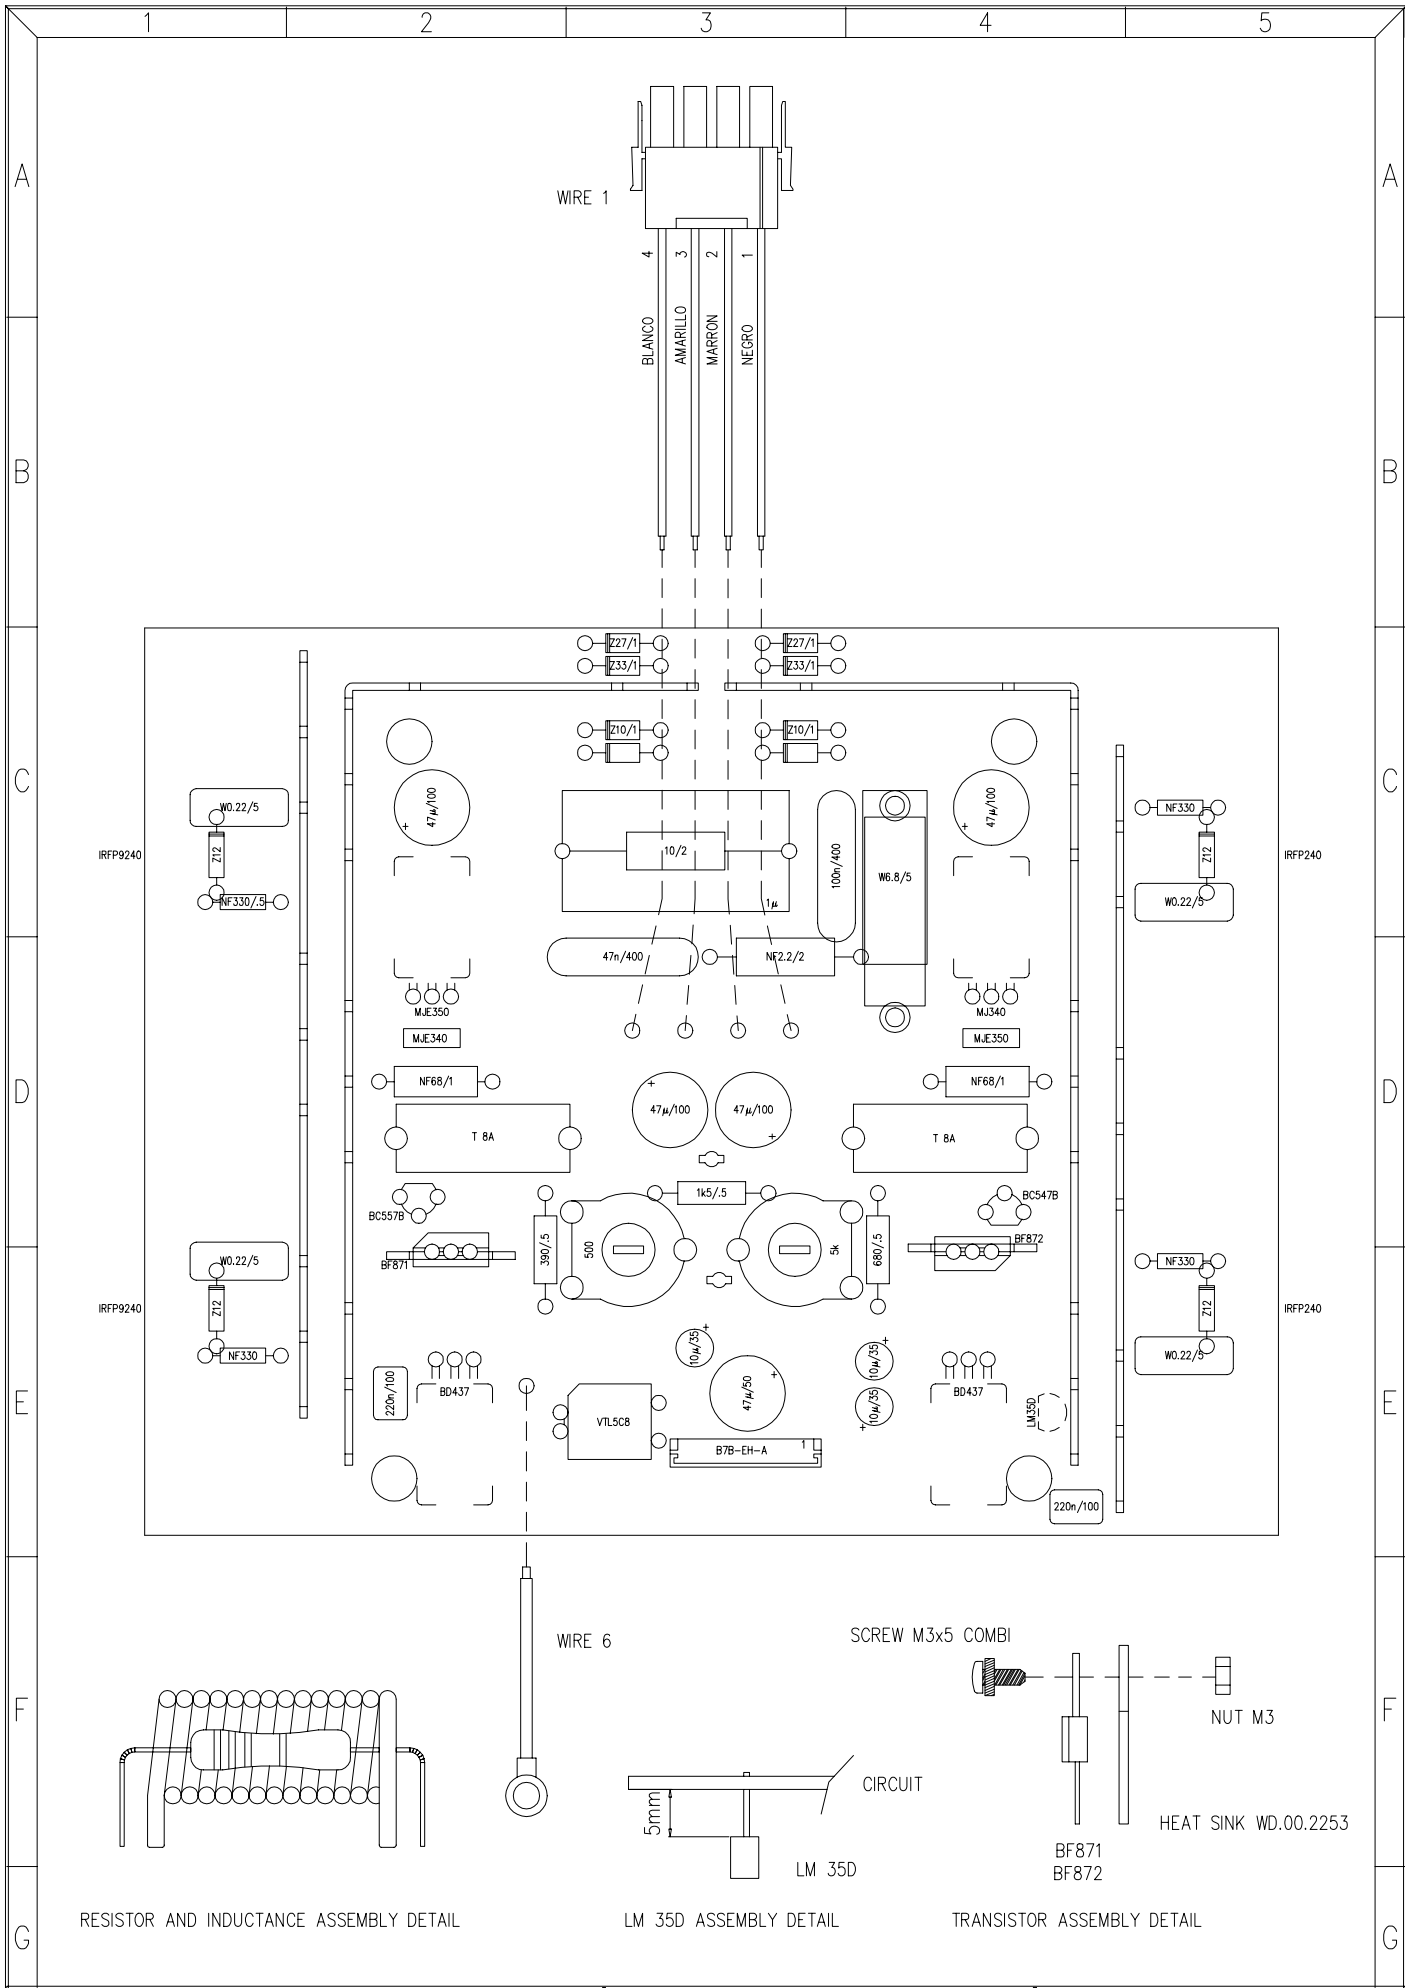 1 2 3 4 5
A A
WIRE 1
4 3 2 1
BLANCO
AMARILLO
MARRON
NEGRO
B B
Z27/1 Z27/1
Z33/1 Z33/1
Z10/1 Z10/1
C C
W0.22/5
47µ/100
47µ/100
NF330
IRFP9240
Z12
10/2
100n/400
W6.8/5
Z12
IRFP240
NF330/.5
1µ
W0.22/5
47n/400
NF2.2/2
MJE350
MJ340
MJE340
MJE350
D D
NF68/1
NF68/1
47µ/100
47µ/100
T 8A
T 8A
1k5/.5
BC557B
BC547B
BF871
390/.5
500
5k
680/.5
BF872
W0.22/5
NF330
IRFP9240
Z12
Z12
IRFP240
NF330
10µ/35
10µ/35
W0.22/5
E E
220n/100
BD437
47µ/50
10µ/35
BD437
LM35D
VTL5C8
B7B-EH-A 1
220n/100
WIRE 6
SCREW M3x5 COMBI
F F
NUT M3
CIRCUIT
5mm
HEAT SINK WD.00.2253
LM 35D
BF871
BF872
RESISTOR AND INDUCTANCE ASSEMBLY DETAIL
LM 35D ASSEMBLY DETAIL
TRANSISTOR ASSEMBLY DETAIL
G G